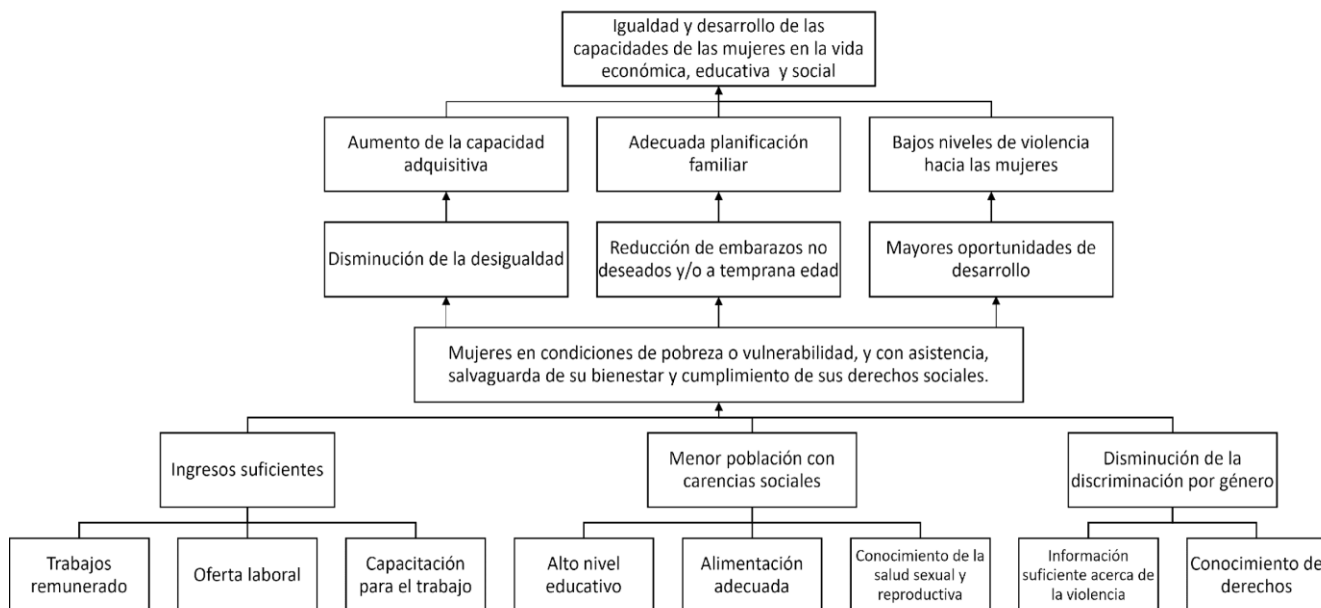 Igualdad y desarrollo de las
capacidades de las mujeres en la vida
económica, educativa y social
Aumento de la capacidad
adquisitiva
Adecuada planificación
familiar
Bajos niveles de violencia
hacia las mujeres
Disminución de la desigualdad
Reducción de embarazos no
deseados y/o a temprana edad
Mayores oportunidades de
desarrollo
Mujeres en condiciones de pobreza o vulnerabilidad, y con asistencia,
salvaguarda de su bienestar y cumplimiento de sus derechos sociales.
Ingresos suficientes
Menor población con
carencias sociales
Disminución de la
discriminación por género
Trabajos
remunerado
Oferta laboral
Capacitación
para el trabajo
Alto nivel
educativo
Alimentación
adecuada
Conocimiento de la
salud sexual y
reproductiva
Información
suficiente acerca de
la violencia
Conocimiento de
derechos